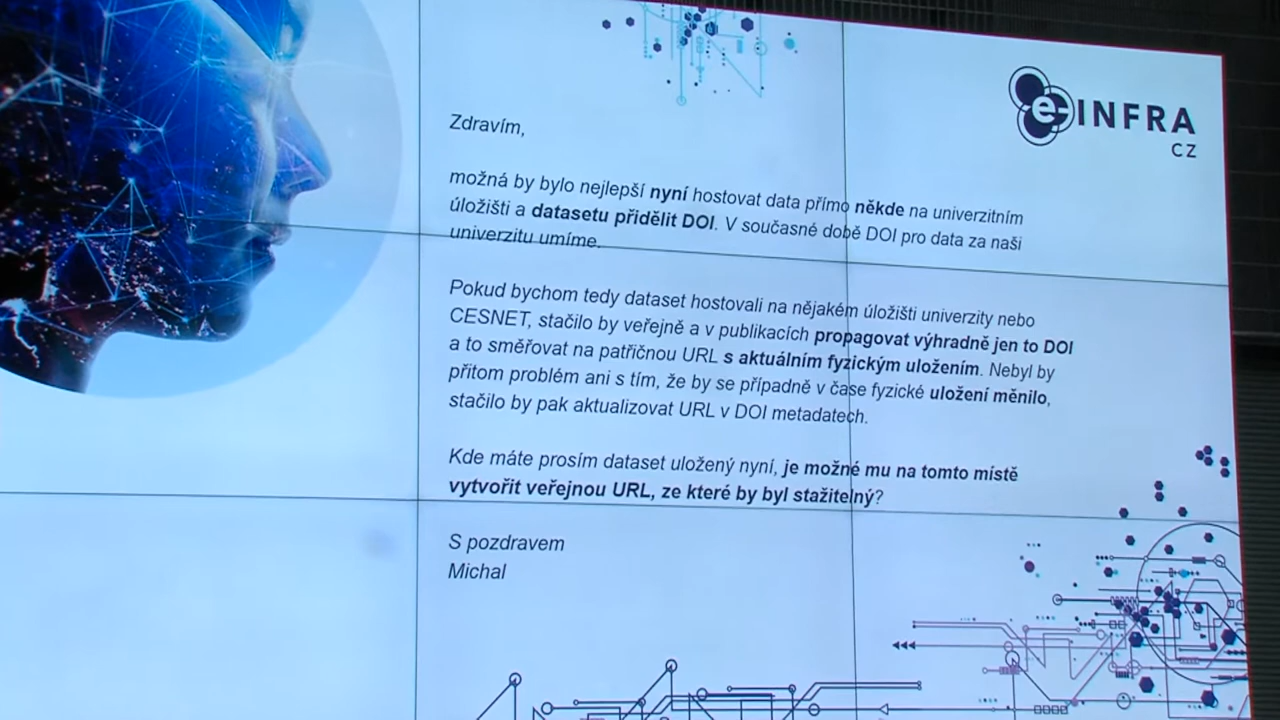 e-INFRA
CZ
Zdravím,
možná by bylo nejlepší nyní hostovat data přímo někde na univerzitním
úložišti a datasetu přidělit DOI. V současné době DOI pro data za naši
univerzitu umíme.
Pokud bychom tedy dataset hostovali na nějakém úložišti univerzity nebo
CESNET, stačilo by veřejně a v publikacích propagovat výhradně jen to DOI
a to směřovat na patřičnou URL s aktuálním fyzickým uložením. Nebyl by
přitom problém ani s tím, že by se případně v čase fyzické uložení měnilo,
stačilo by pak aktualizovat URL v DOI metadatech.
Kde máte prosím dataset uložený nyní, je možné mu na tomto místě
vytvořit veřejnou URL, ze které by byl stažitelný?
S pozdravem
Michal